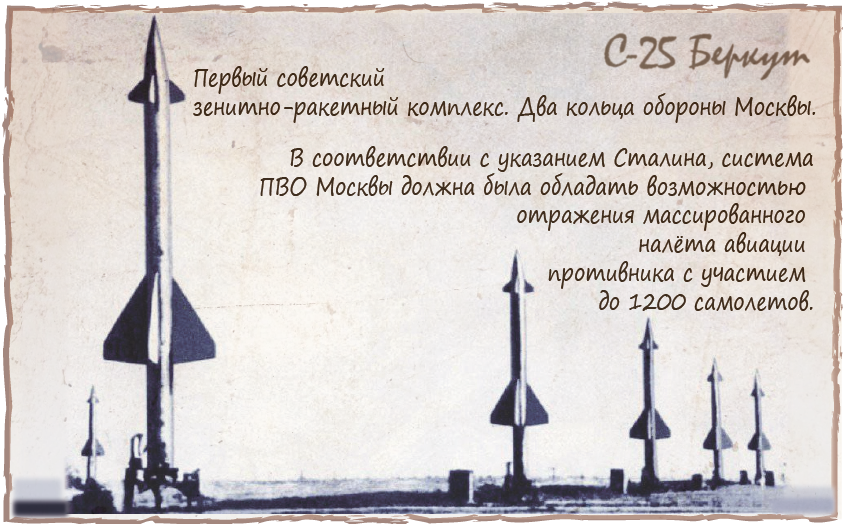 С-25 Беркут
Первый советский
зенитно-ракетный комплекс. Два кольца обороны Москвы.
В соответствии с указанием Сталина, система
ПВО Москвы должна была обладать возможностью
отражения массированного
налёта авиации
противника с участием
до 1200 самолетов.